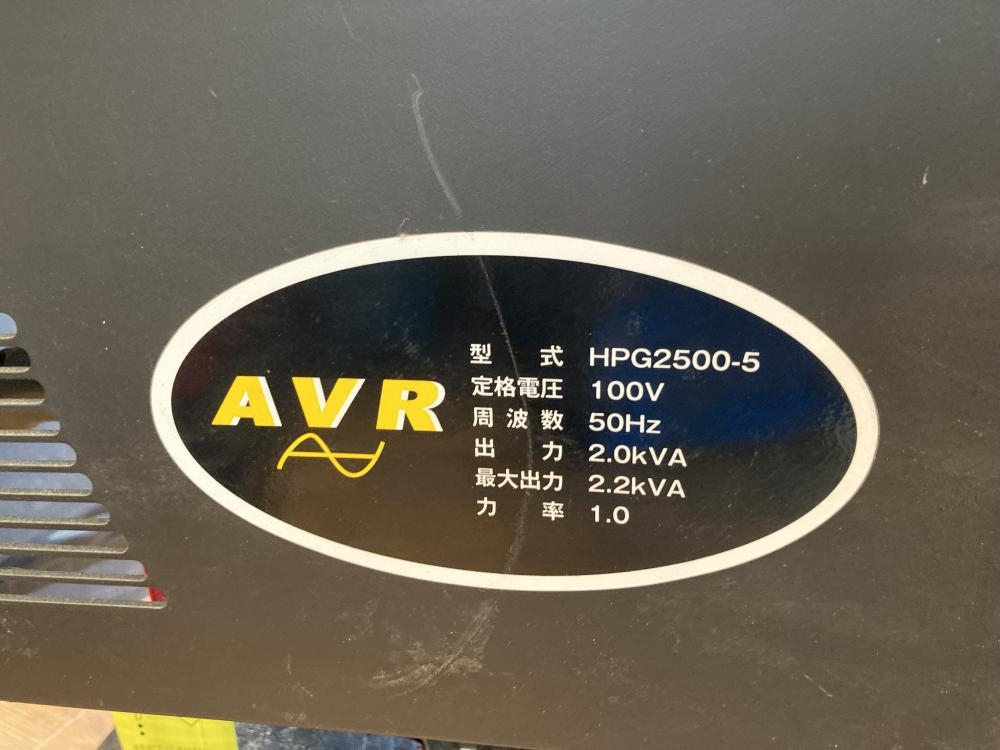 AVR
型式 HPG2500-5
定格電圧 100V
周波数 50Hz
出力 2.0kVA
最大出力 2.2kVA
力率 1.0